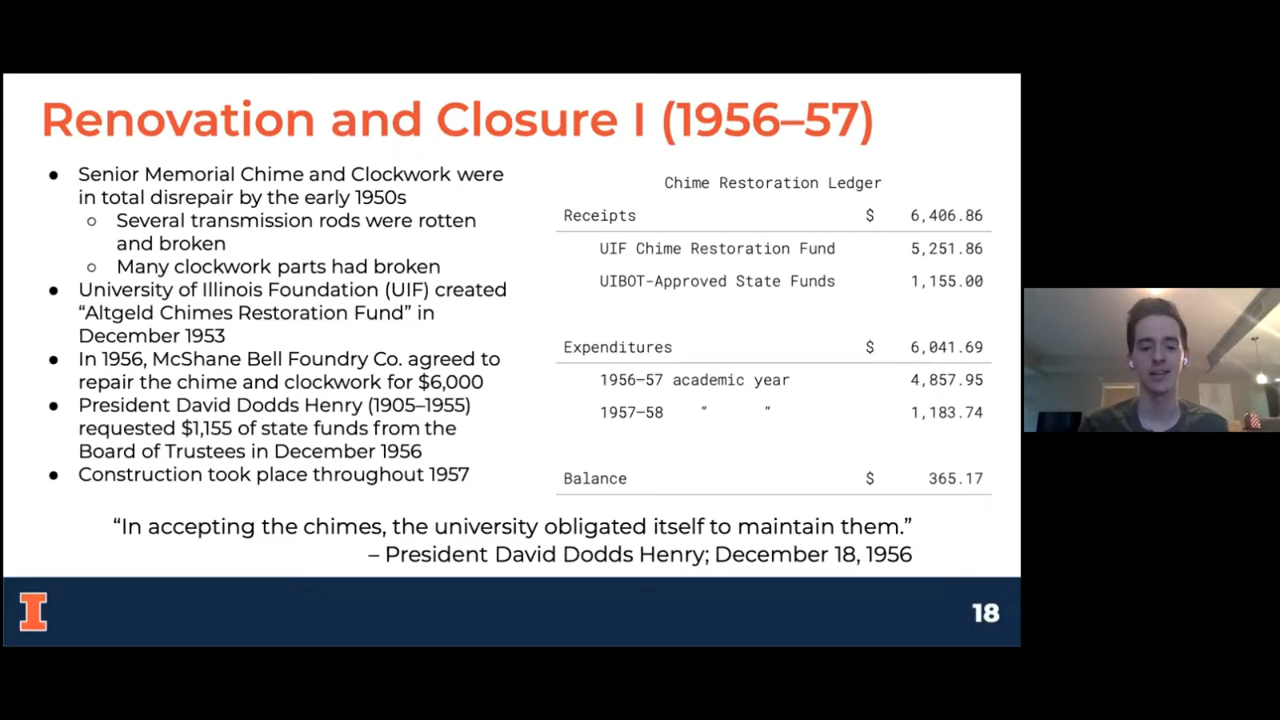 Renovation and Closure I (1956–57)
● Senior Memorial Chime and Clockwork were
in total disrepair by the early 1950s
○ Several transmission rods were rotten
and broken
○ Many clockwork parts had broken
● University of Illinois Foundation (UIF) created
“Altgeld Chimes Restoration Fund” in
December 1953
● In 1956, McShane Bell Foundry Co. agreed to
repair the chime and clockwork for $6,000
● President David Dodds Henry (1905–1955)
requested $1,155 of state funds from the
Board of Trustees in December 1956
● Construction took place throughout 1957
Chime Restoration Ledger
Receipts $ 6,406.86
UIF Chime Restoration Fund 5,251.86
UIBOT-Approved State Funds 1,155.00
Expenditures $ 6,041.69
1956–57 academic year 4,857.95
1957–58 “ “ 1,183.74
Balance $ 365.17
“In accepting the chimes, the university obligated itself to maintain them.”
– President David Dodds Henry; December 18, 1956
I
18